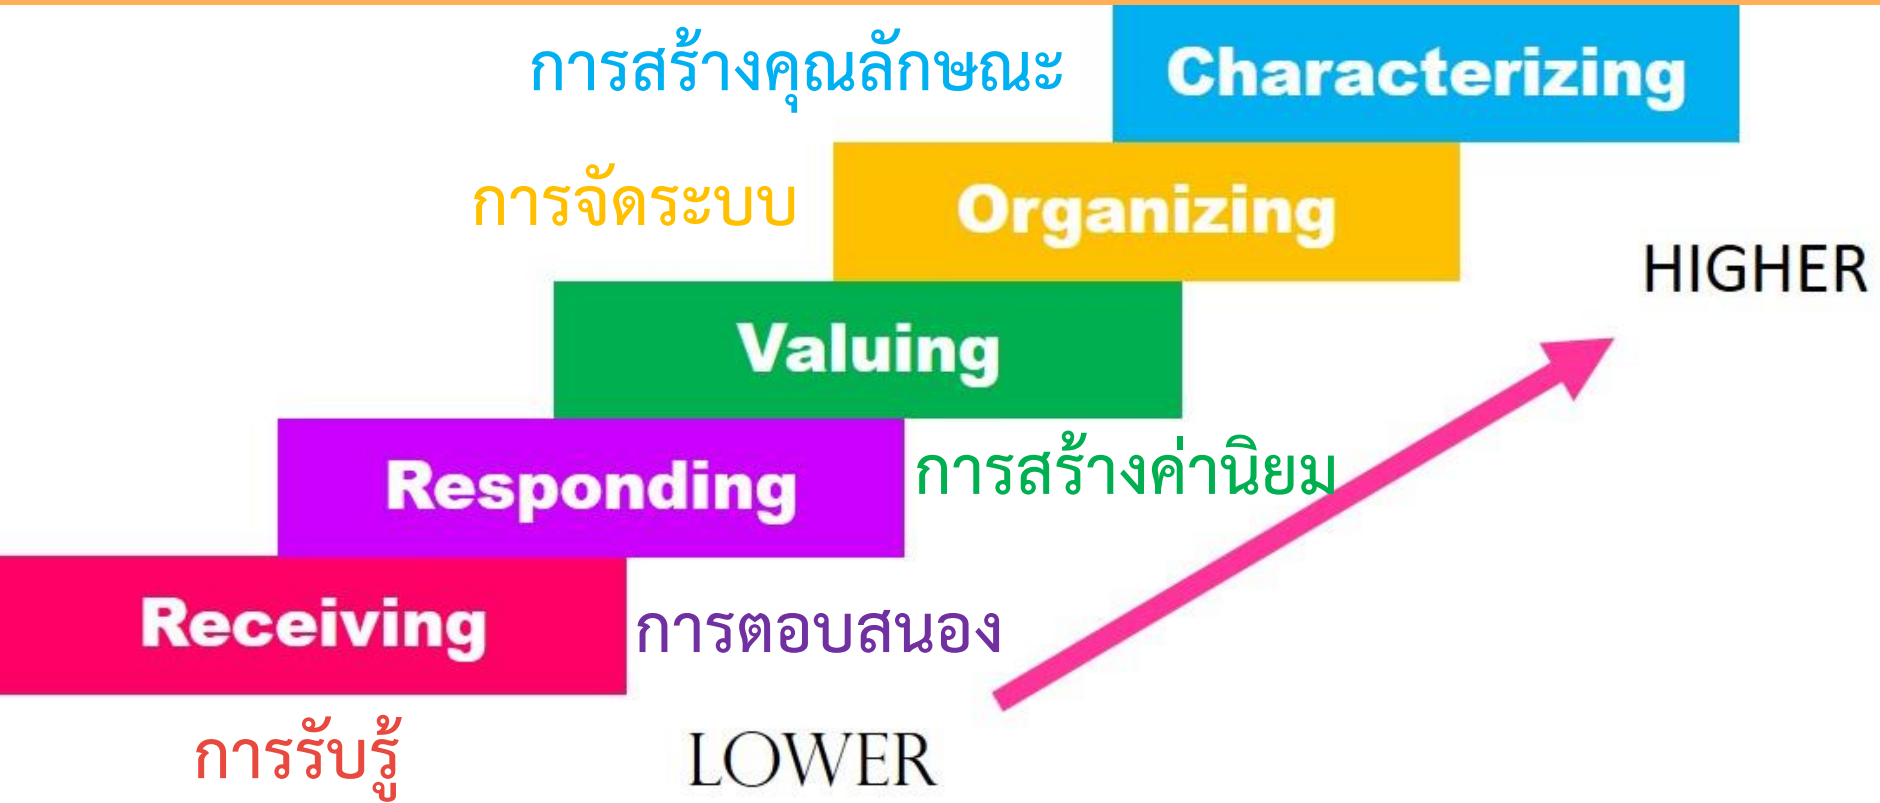 การสร้างคุณลักษณะ
Characterizing
การจัดระบบ
Organizing
HIGHER
Valuing
การสร้างค่านิยม
Responding
การตอบสนอง
Receiving
การรับรู้
LOWER